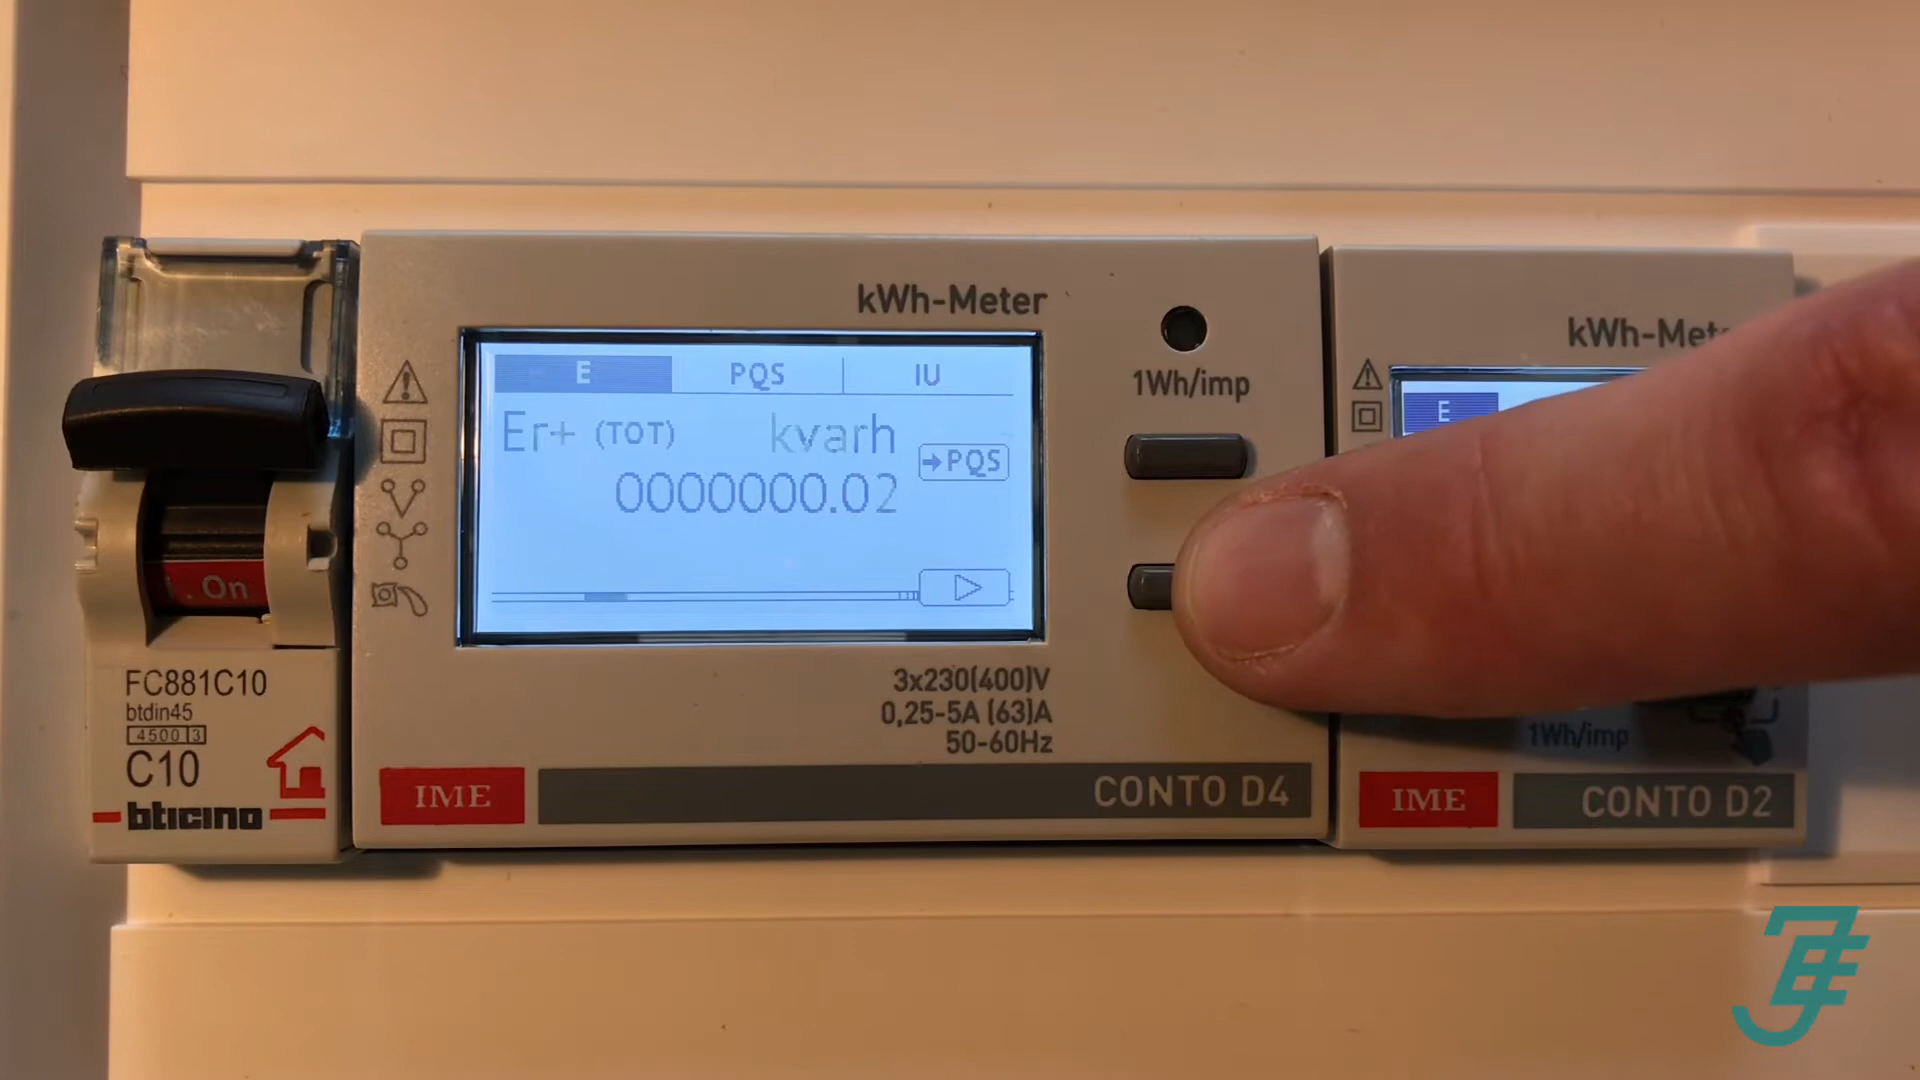 kWh-Meter
E PQS IU
Er+ (TOT) kvarh
→PQS
0000000.02
1Wh/imp
3x230(400)V
0,25-5A (63)A
50-60Hz
IME CONTO D4
On
FC881C10
btdin45
4500 3
C10
bticino
kWh-Meter
E
1Wh/imp
IME CONTO D2